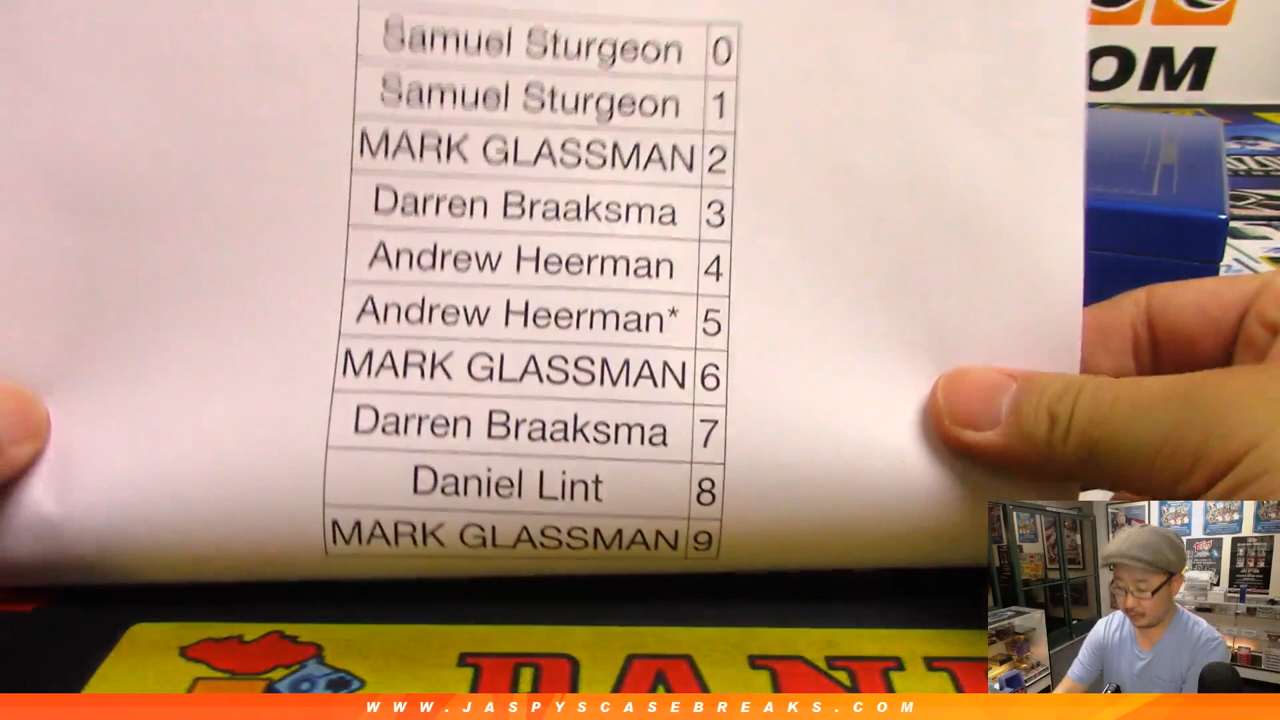 OM
Samuel Sturgeon 0
Samuel Sturgeon 1
MARK GLASSMAN 2
Darren Braaksma 3
Andrew Heerman 4
Andrew Heerman* 5
MARK GLASSMAN 6
Darren Braaksma 7
Daniel Lint 8
MARK GLASSMAN 9
WWW.JASPYSCASEBREAKS.COM